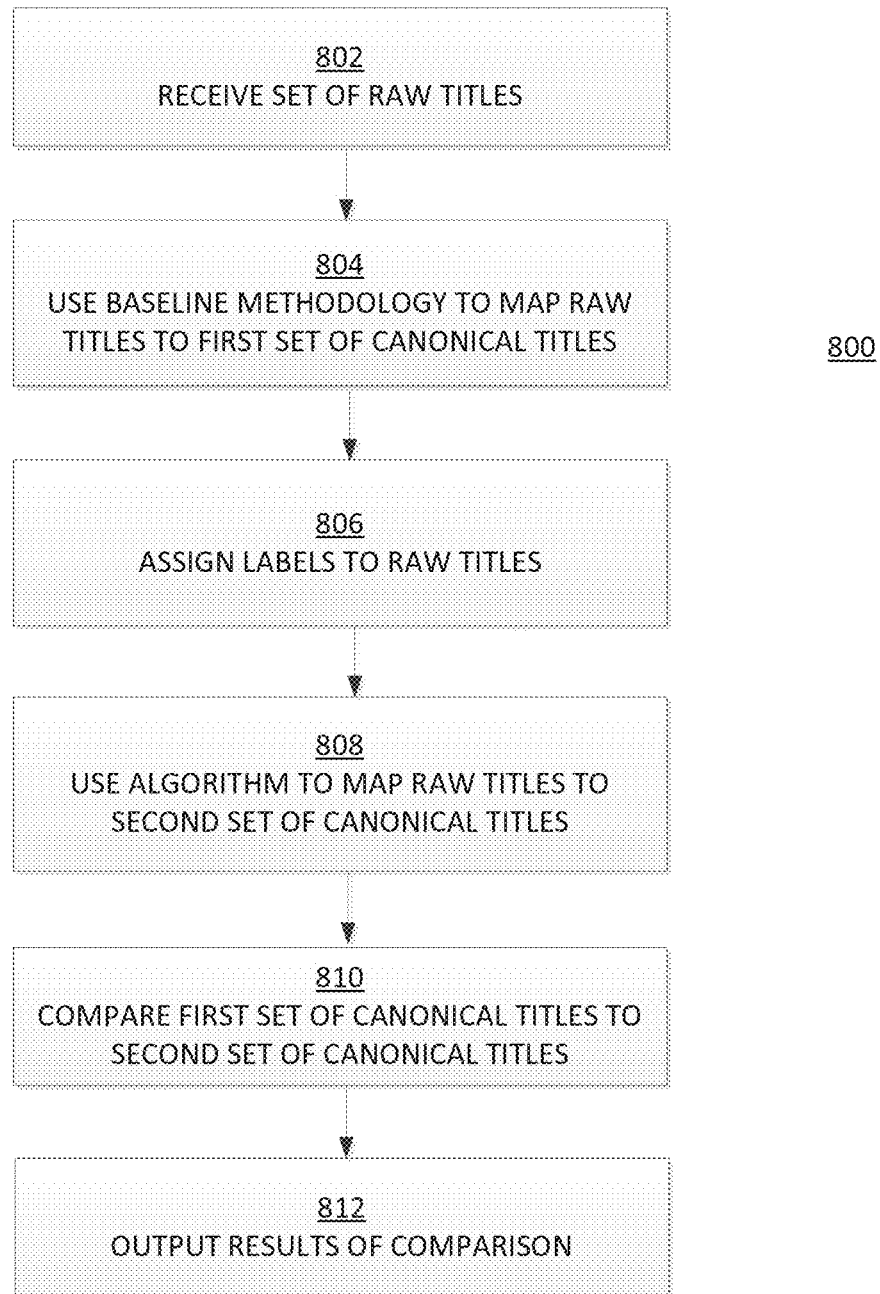 802
RECEIVE SET OF RAW TITLES
804
USE BASELINE METHODOLOGY TO MAP RAW
TITLES TO FIRST SET OF CANONICAL TITLES
800
806
ASSIGN LABELS TO RAW TITLES
808
USE ALGORITHM TO MAP RAW TITLES TO
SECOND SET OF CANONICAL TITLES
810
COMPARE FIRST SET OF CANONICAL TITLES TO
SECOND SET OF CANONICAL TITLES
812
OUTPUT RESULTS OF COMPARISON